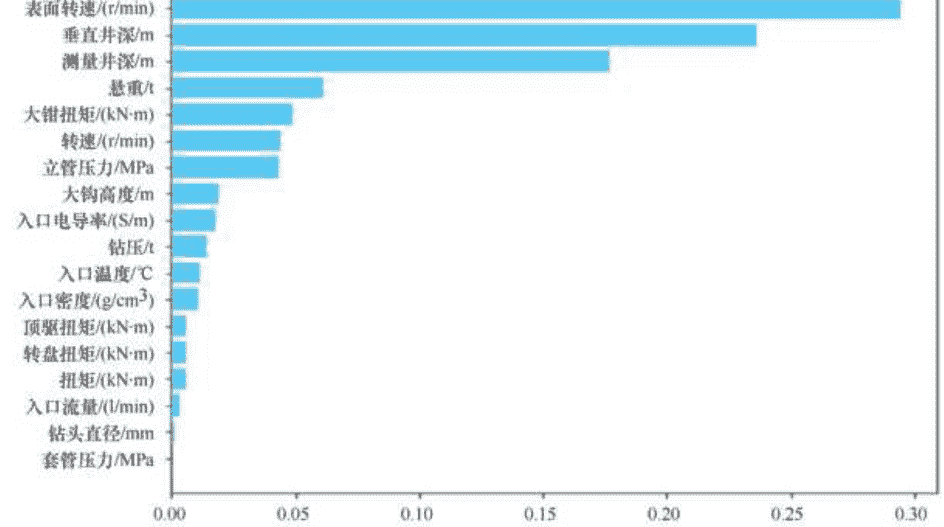 表面转速/(r/min)
垂直井深/m
测量井深/m
悬重/t
大钳扭矩/(kN·m)
转速/(r/min)
立管压力/MPa
大钩高度/m
入口电导率/(S/m)
钻压/t
入口温度/℃
入口密度/(g/cm³)
顶驱扭矩/(kN·m)
转盘扭矩/(kN·m)
扭矩/(kN·m)
入口流量/(l/min)
钻头直径/mm
套管压力/MPa
0.00 0.05 0.10 0.15 0.20 0.25 0.30